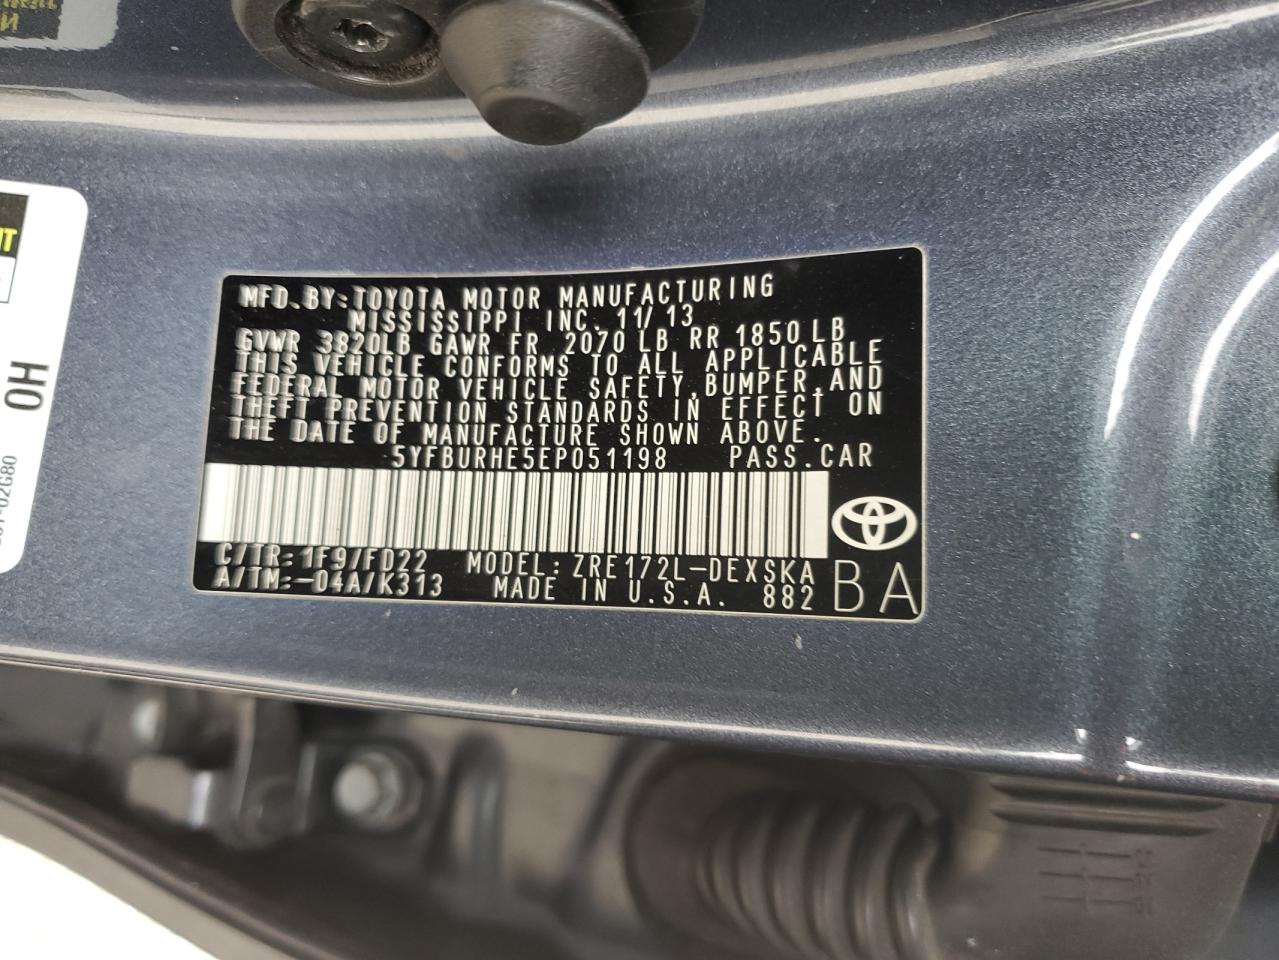 MFD.BY:TOYOTA MOTOR MANUFACTURING
MISSISSIPPI INC. 11/13
GVWR 3820LB GAWR FR 2070 LB RR 1850 LB
THIS VEHICLE CONFORMS TO ALL APPLICABLE
FEDERAL MOTOR VEHICLE SAFETY,BUMPER,AND
THEFT PREVENTION STANDARDS IN EFFECT ON
THE DATE OF MANUFACTURE SHOWN ABOVE.
5YFBURHE5EP051198 PASS.CAR
C/TR:1F9/FD22 MODEL:ZRE172L-DEXSKA
A/TM:-04A/K313 MADE IN U.S.A. 882 BA
0H